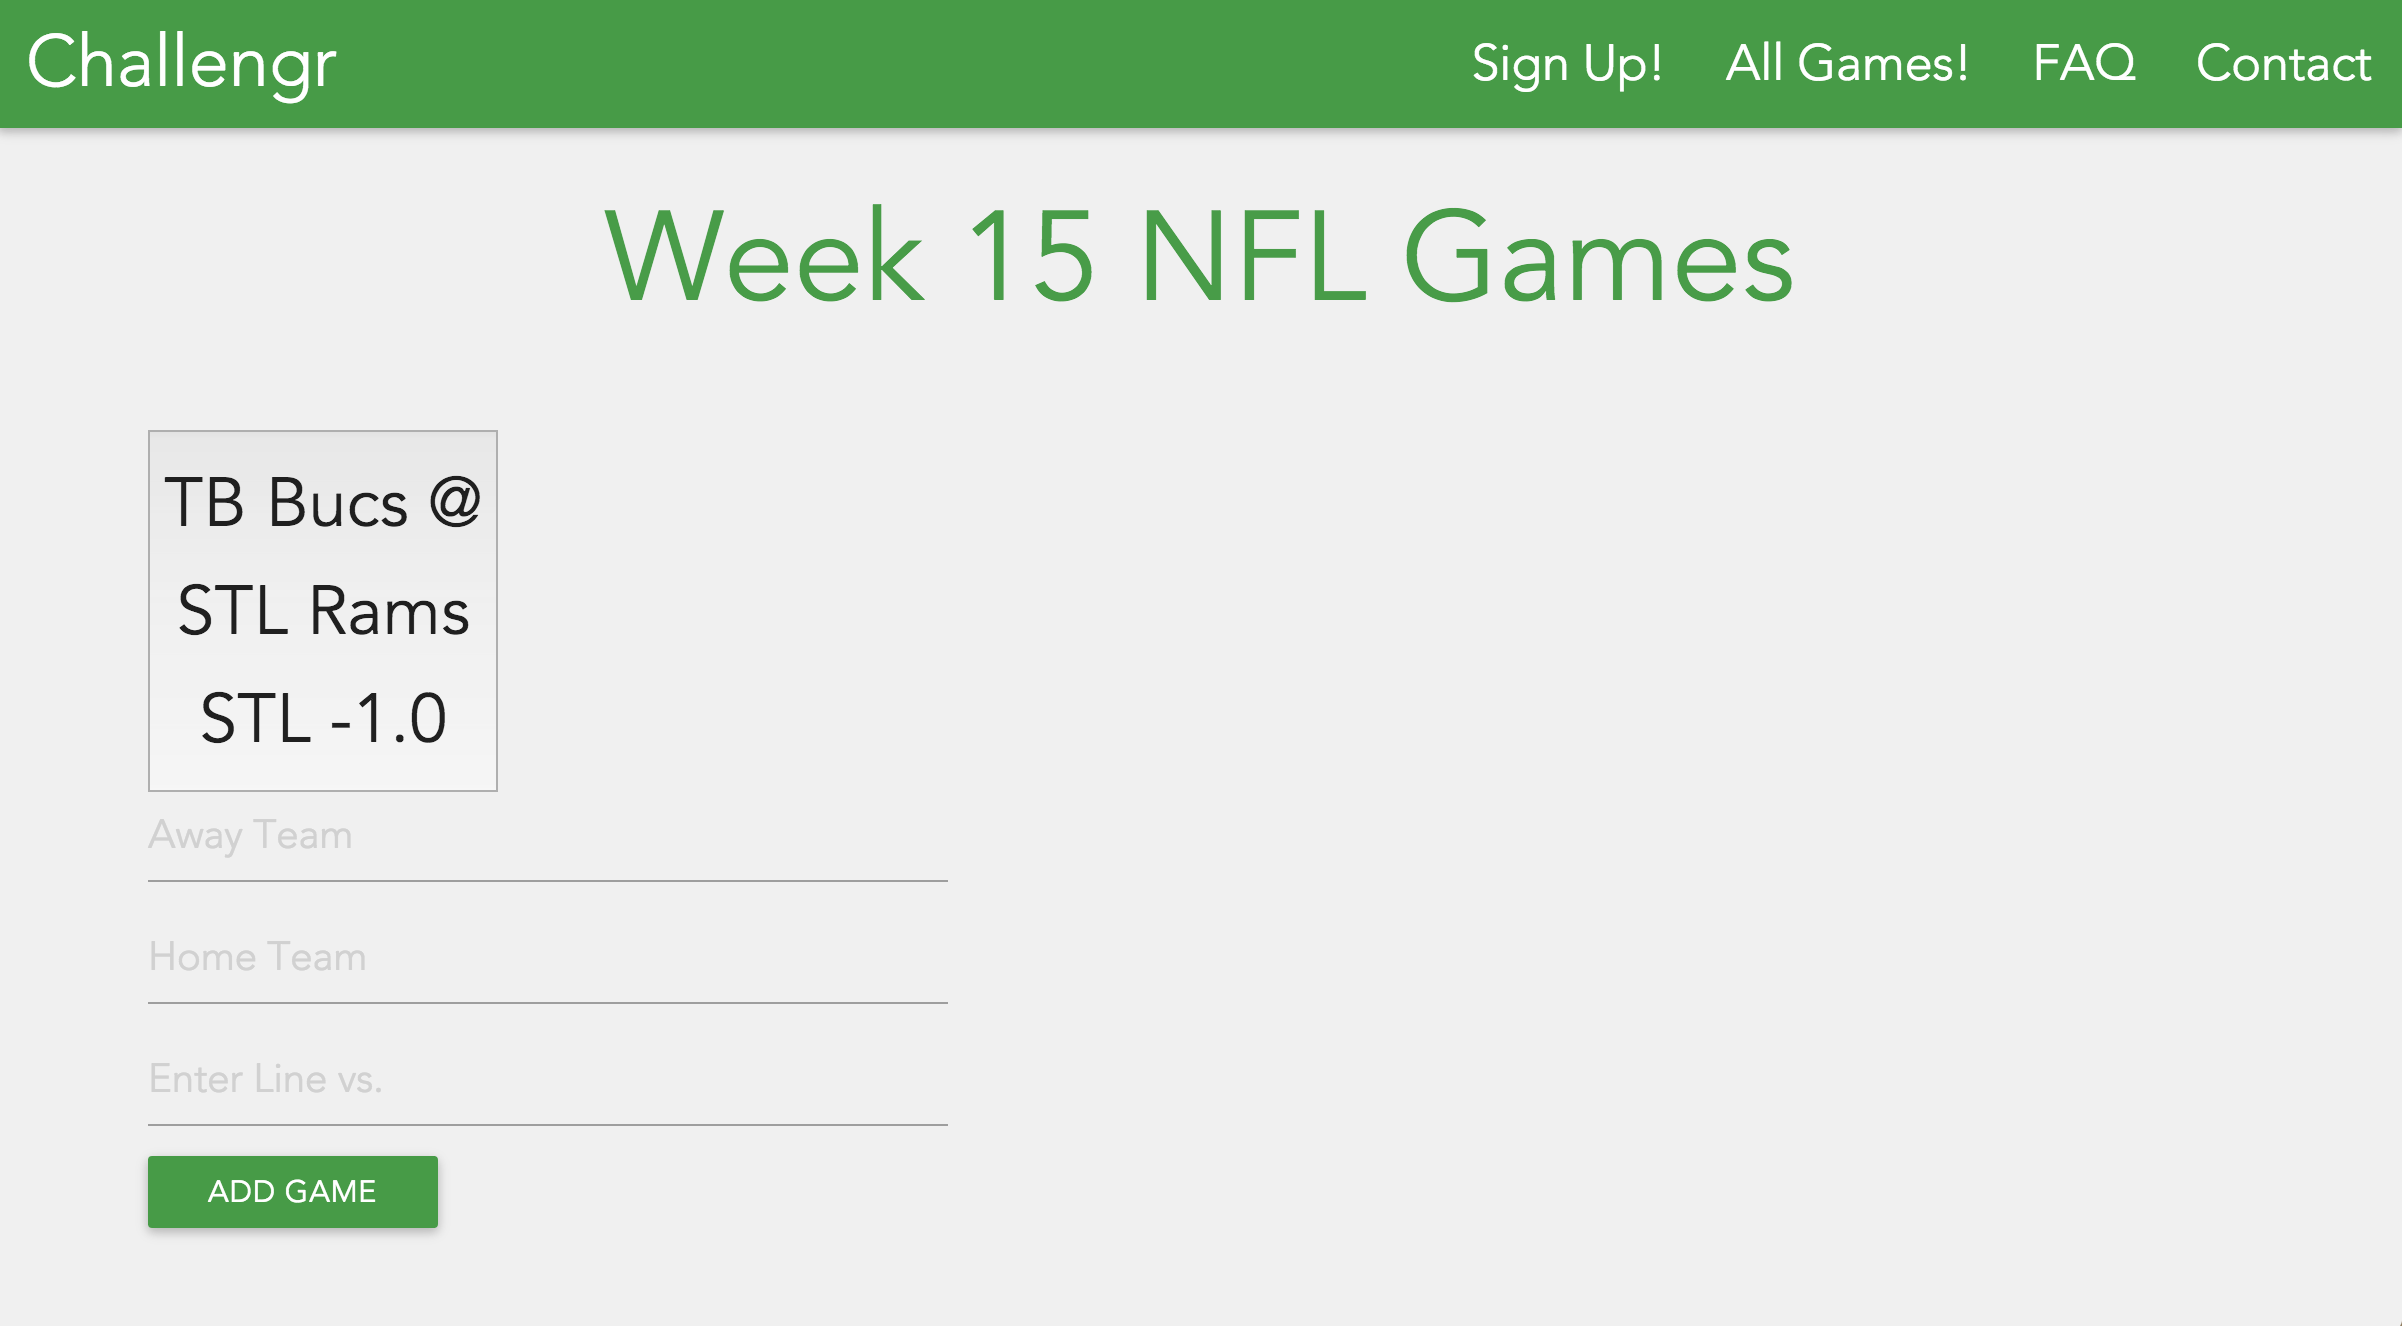 Challengr
Sign Up! All Games! FAQ Contact
Week 15 NFL Games
TB Bucs @
STL Rams
STL -1.0
Away Team
Home Team
Enter Line vs.
ADD GAME